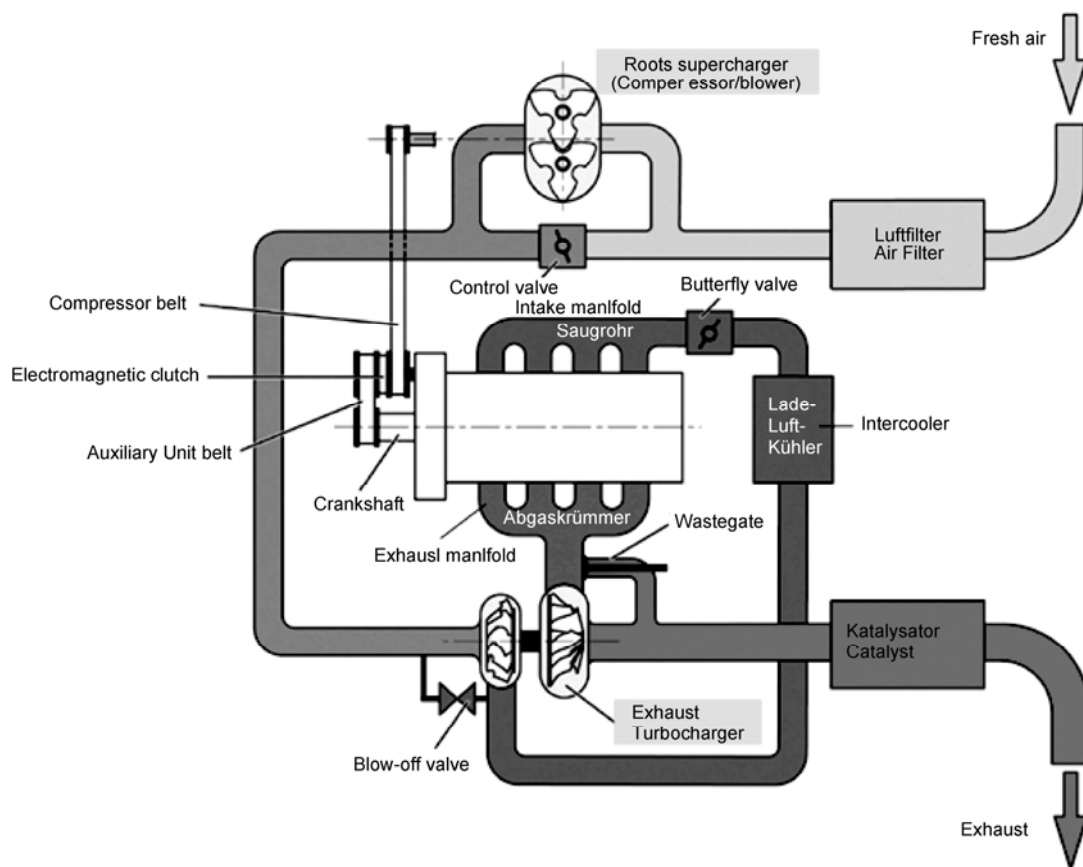 Fresh air
Roots supercharger
(Comper essor/blower)
Luftfilter
Air Filter
Control valve
Butterfly valve
Intake manlfold
Saugrohr
Compressor belt
Electromagnetic clutch
Lade-
Luft-
Kühler
Intercooler
Auxiliary Unit belt
Crankshaft
Abgaskrümmer
Wastegate
Exhausl manlfold
Katalysator
Catalyst
Exhaust
Turbocharger
Blow-off valve
Exhaust